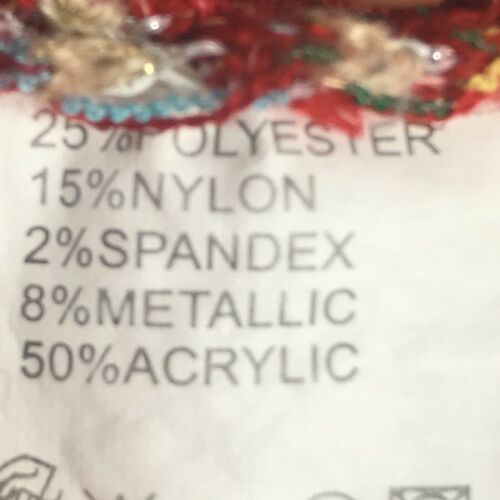 25%POLYESTER
15%NYLON
2%SPANDEX
8%METALLIC
50%ACRYLIC